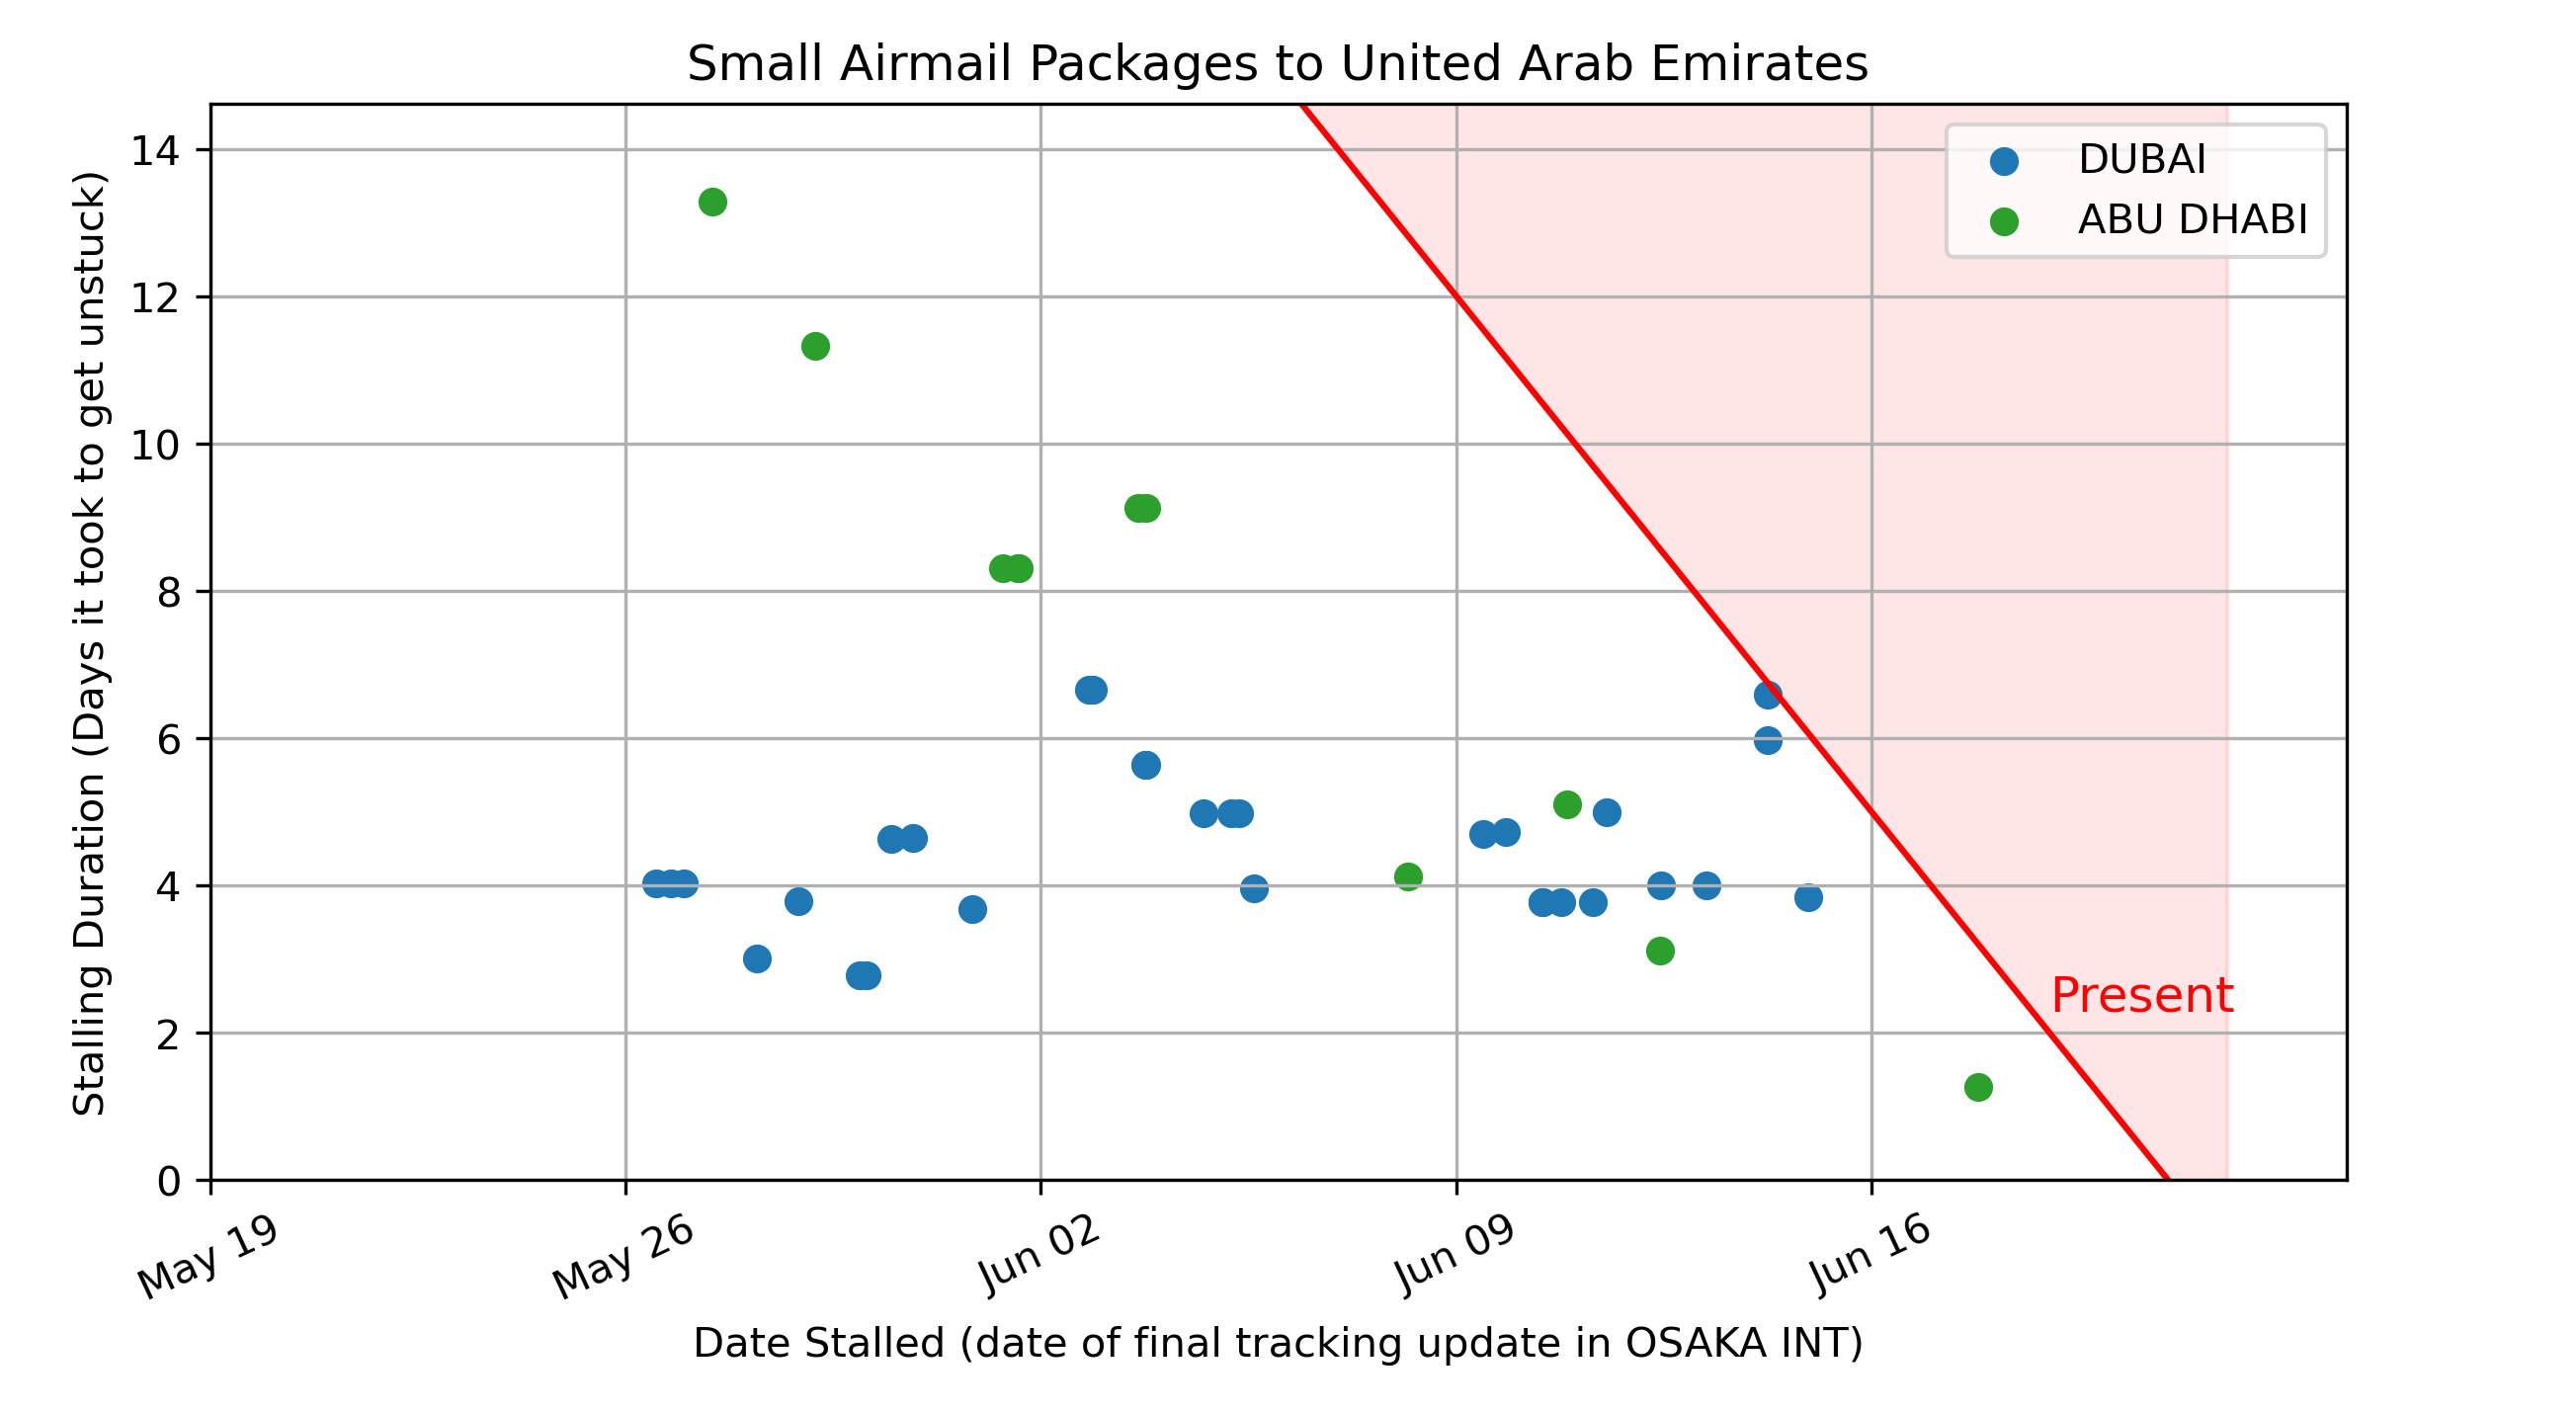 Small Airmail Packages to United Arab Emirates
DUBAI
ABU DHABI
Stalling Duration (Days it took to get unstuck)
14
12
10
8
6
4
2
0
Present
May 19
May 26
Jun 02
Jun 09
Jun 16
Date Stalled (date of final tracking update in OSAKA INT)